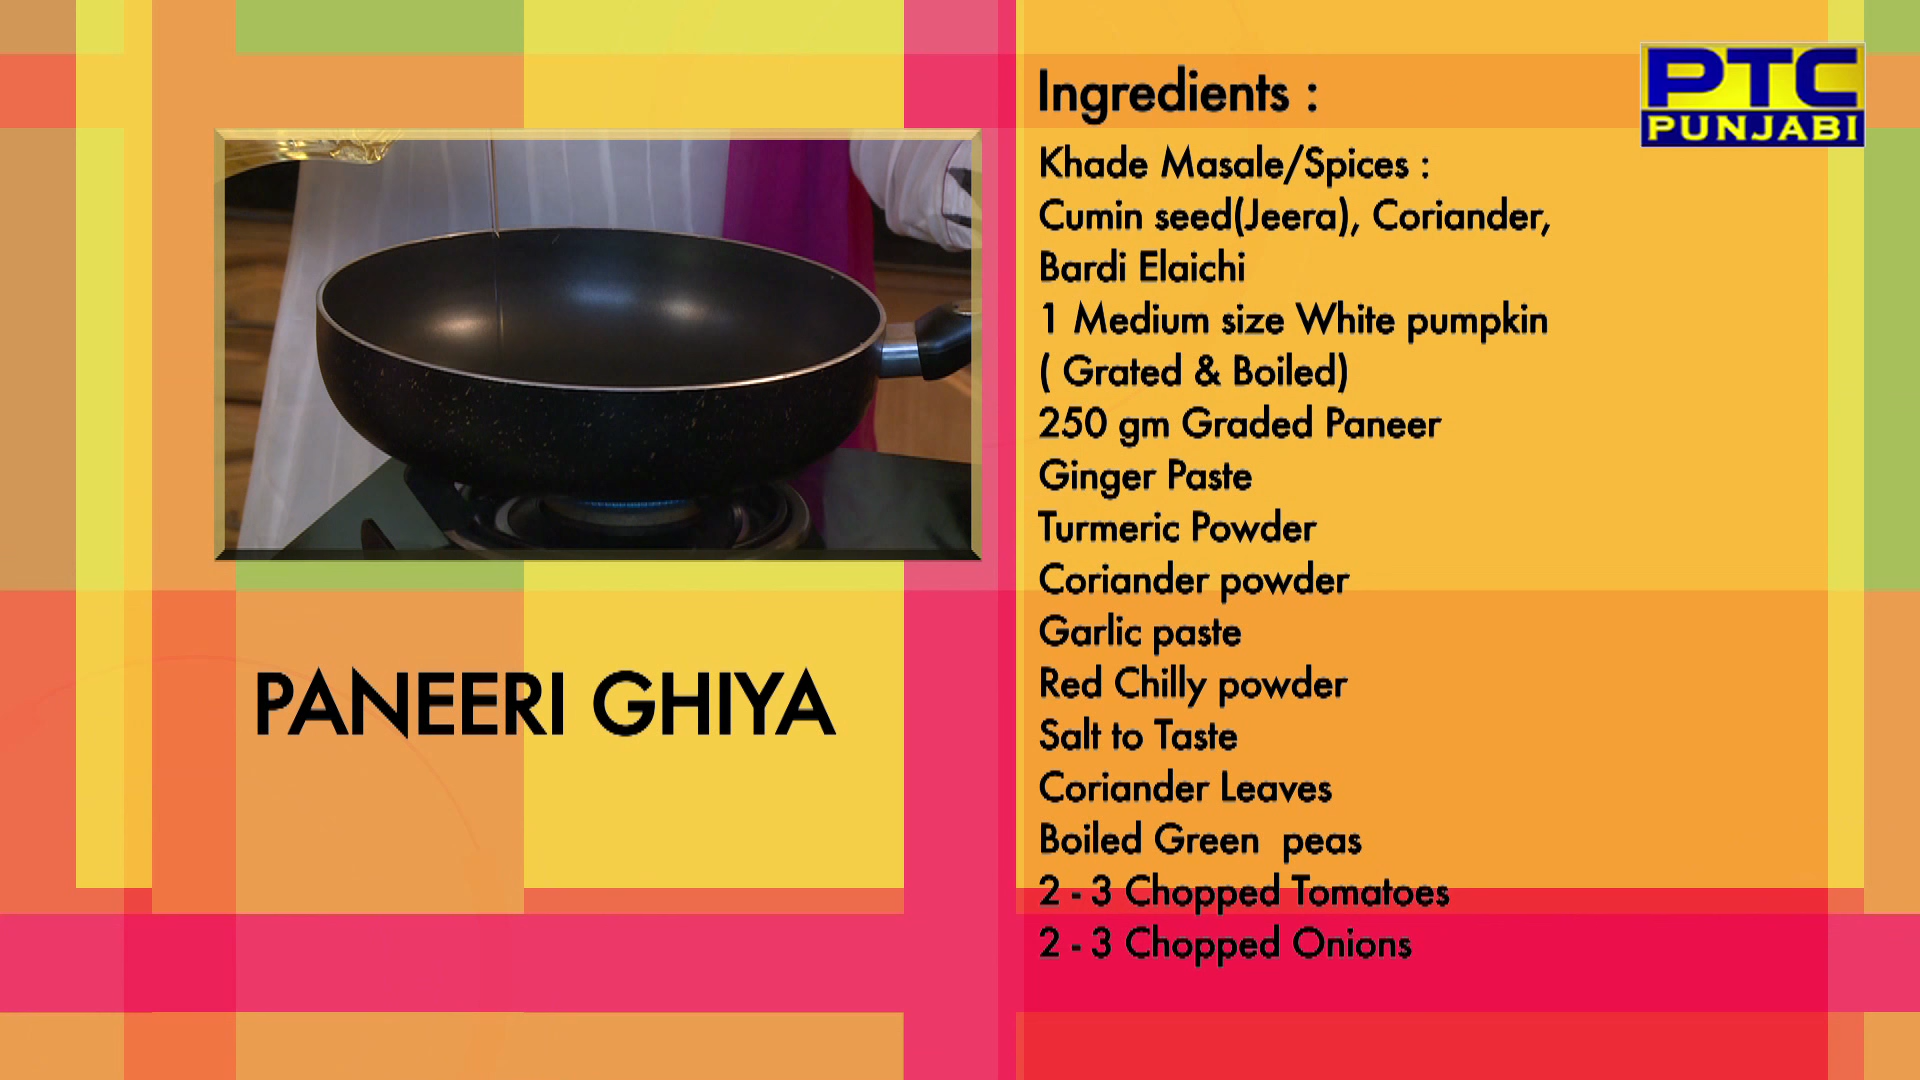 PTC
PUNJABI
Ingredients :
Khade Masale/Spices :
Cumin seed(Jeera), Coriander,
Bardi Elaichi
1 Medium size White pumpkin
( Grated & Boiled)
250 gm Graded Paneer
Ginger Paste
Turmeric Powder
Coriander powder
Garlic paste
Red Chilly powder
Salt to Taste
Coriander Leaves
Boiled Green  peas
2 - 3 Chopped Tomatoes
2 - 3 Chopped Onions
PANEERI GHIYA